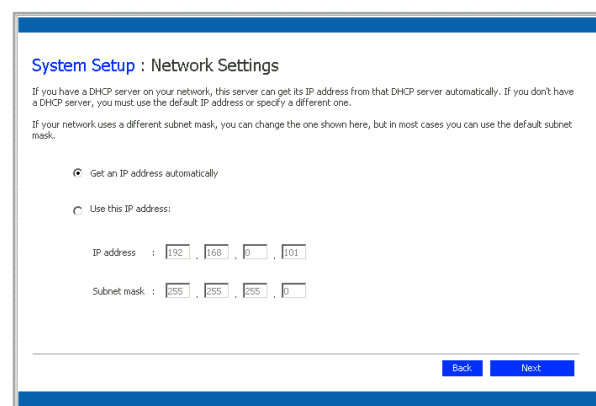 System Setup : Network Settings
If you have a DHCP server on your network, this server can get its IP address from that DHCP server automatically. If you don't have
a DHCP server, you must use the default IP address or specify a different one.
If your network uses a different subnet mask, you can change the one shown here, but in most cases you can use the default subnet
mask.
Get an IP address automatically
Use this IP address:
IP address : 192 . 168 . 0 . 101
Subnet mask : 255 . 255 . 255 . 0
Back Next